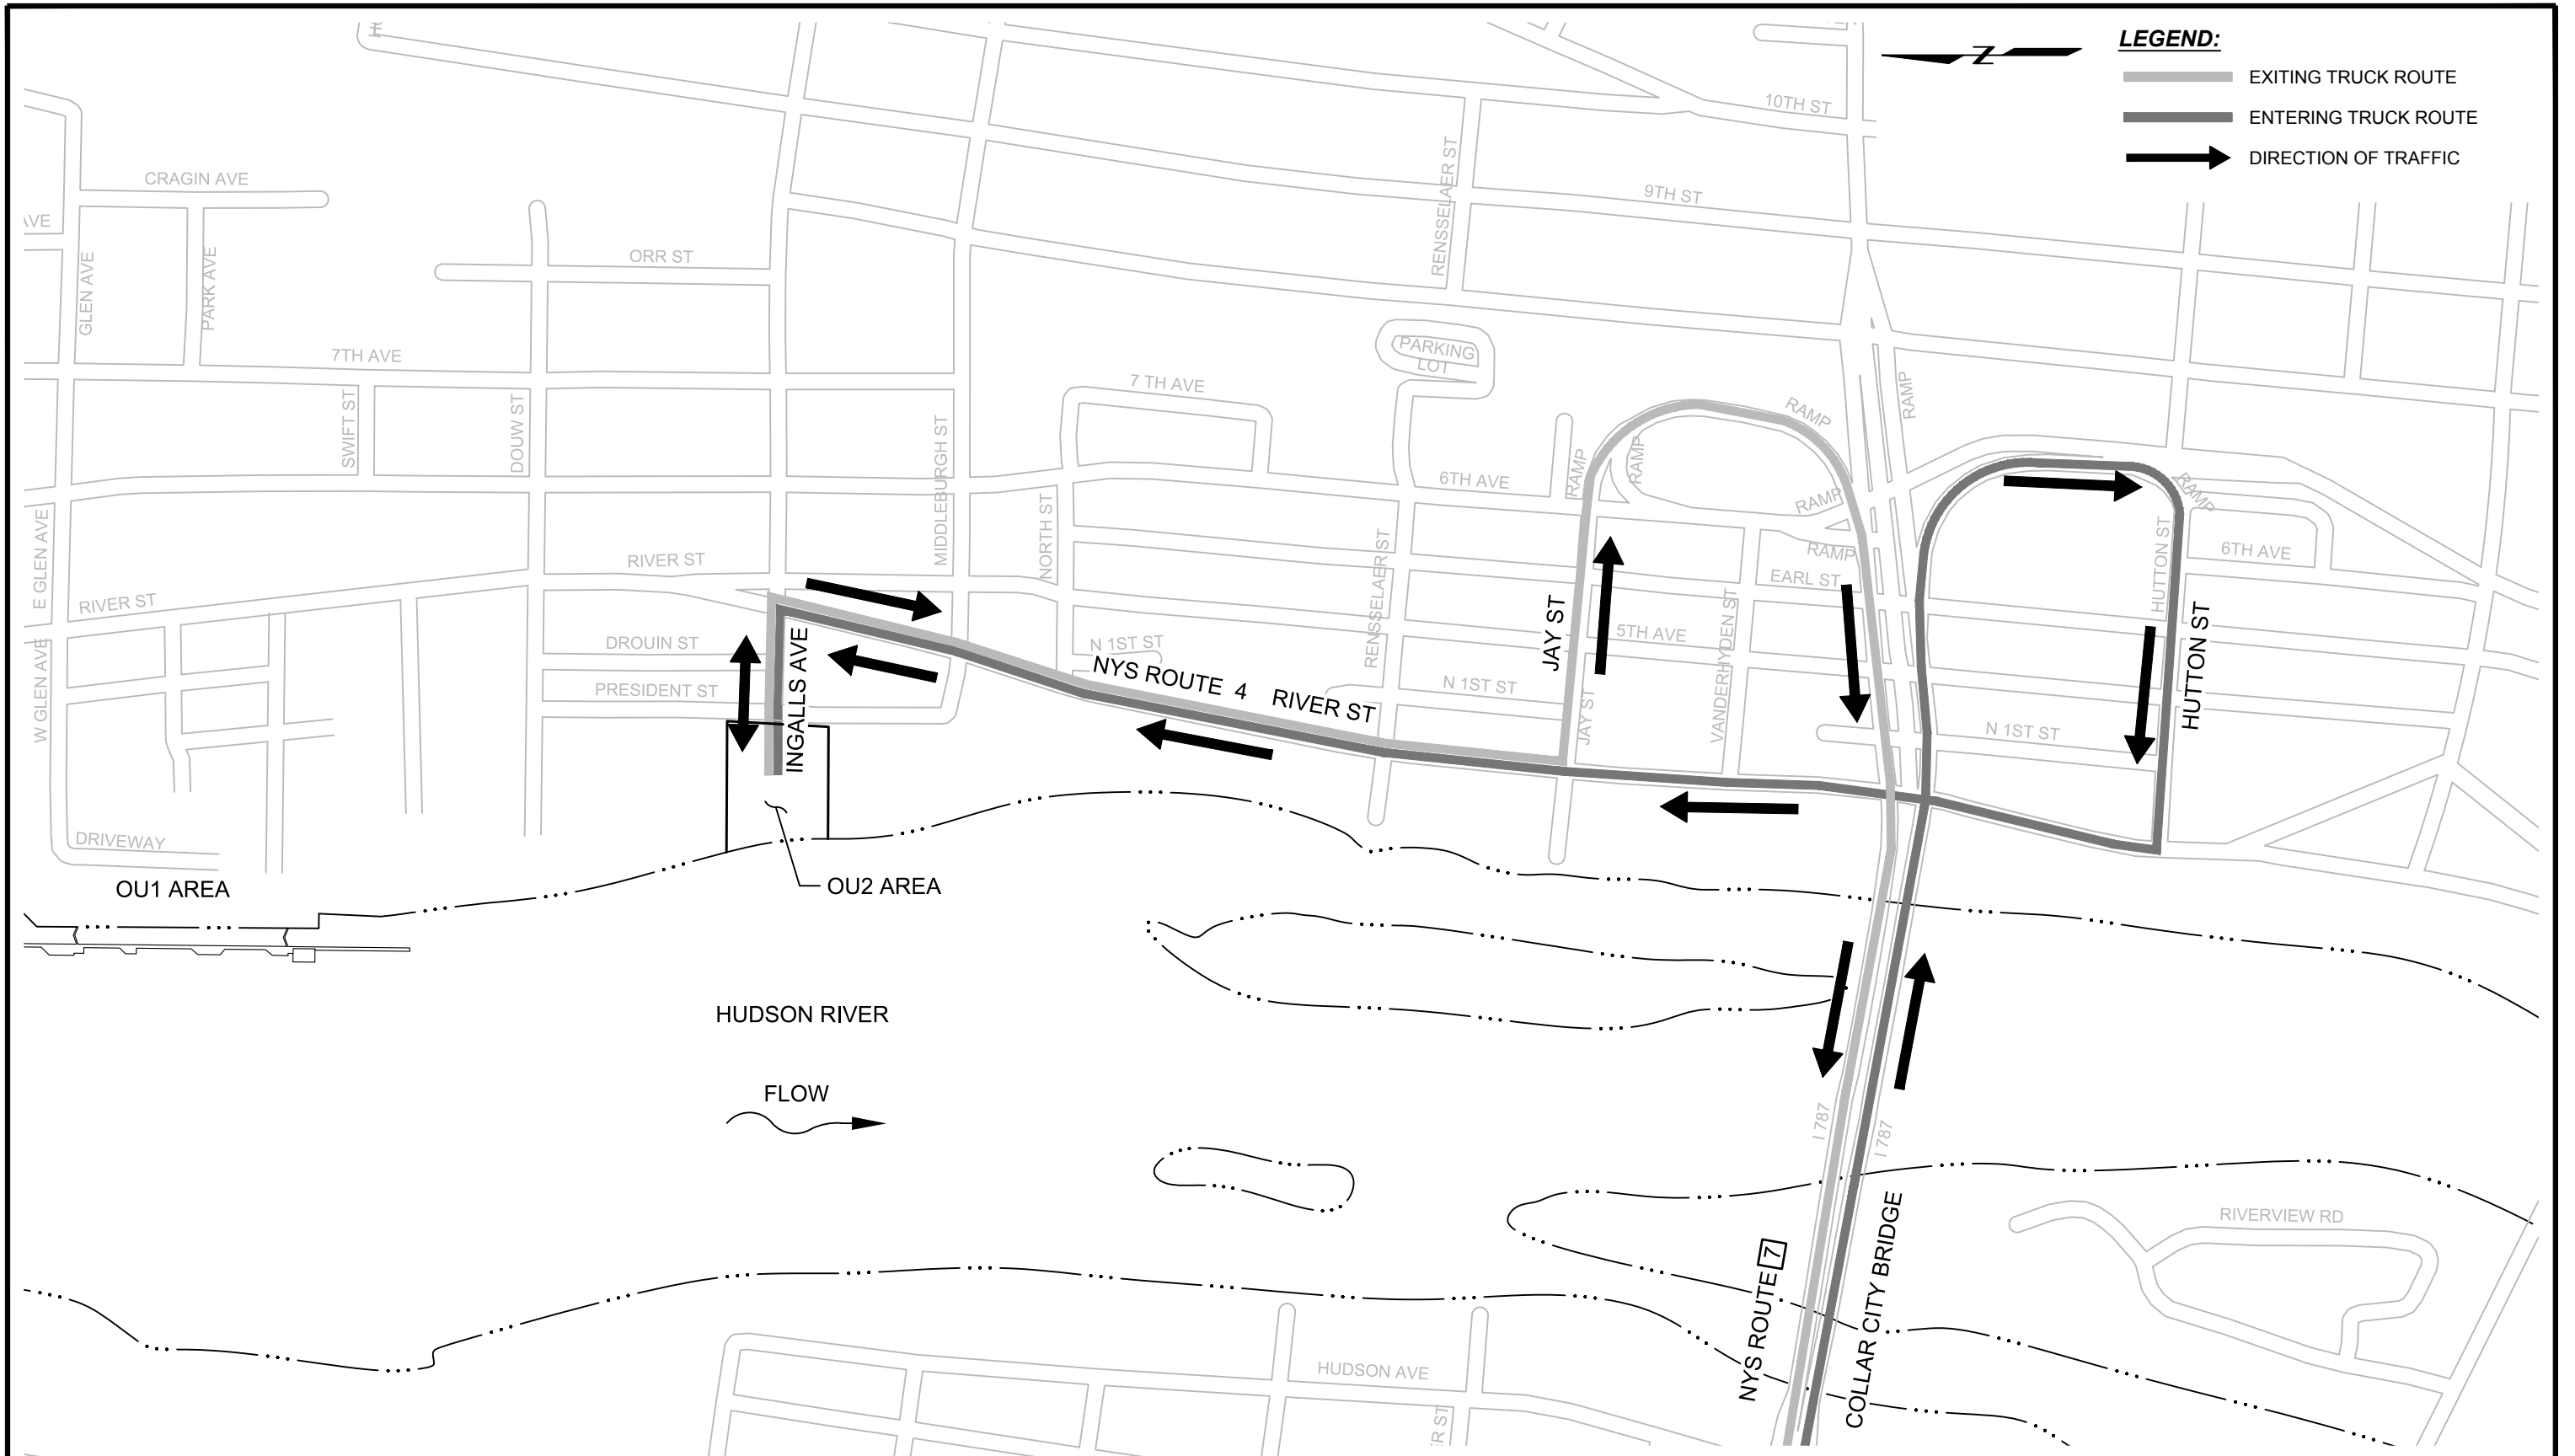 LEGEND:
EXITING TRUCK ROUTE
ENTERING TRUCK ROUTE
DIRECTION OF TRAFFIC
Z
10TH ST
CRAGIN AVE
9TH ST
RENSSELAER ST
AVE
GLEN AVE
PARK AVE
ORR ST
7TH AVE
PARKING
LOT
7 TH AVE
SWIFT ST
DOUW ST
MIDDLEBURGH ST
RAMP
RAMP
RAMP
RAMP
RAMP
RAMP
RAMP
6TH AVE
NORTH ST
E GLEN AVE
RIVER ST
RENSSELAER ST
EARL ST
HUTTON ST
6TH AVE
RIVER ST
W GLEN AVE
DROUIN ST
INGALLS AVE
N 1ST ST
JAY ST
5TH AVE
VANDERHYDEN ST
HUTTON ST
PRESIDENT ST
NYS ROUTE 4 RIVER ST
N 1ST ST
JAY ST
N 1ST ST
DRIVEWAY
OU1 AREA
OU2 AREA
HUDSON RIVER
FLOW
I 787
I 787
NYS ROUTE 7
COLLAR CITY BRIDGE
RIVERVIEW RD
HUDSON AVE
ER ST